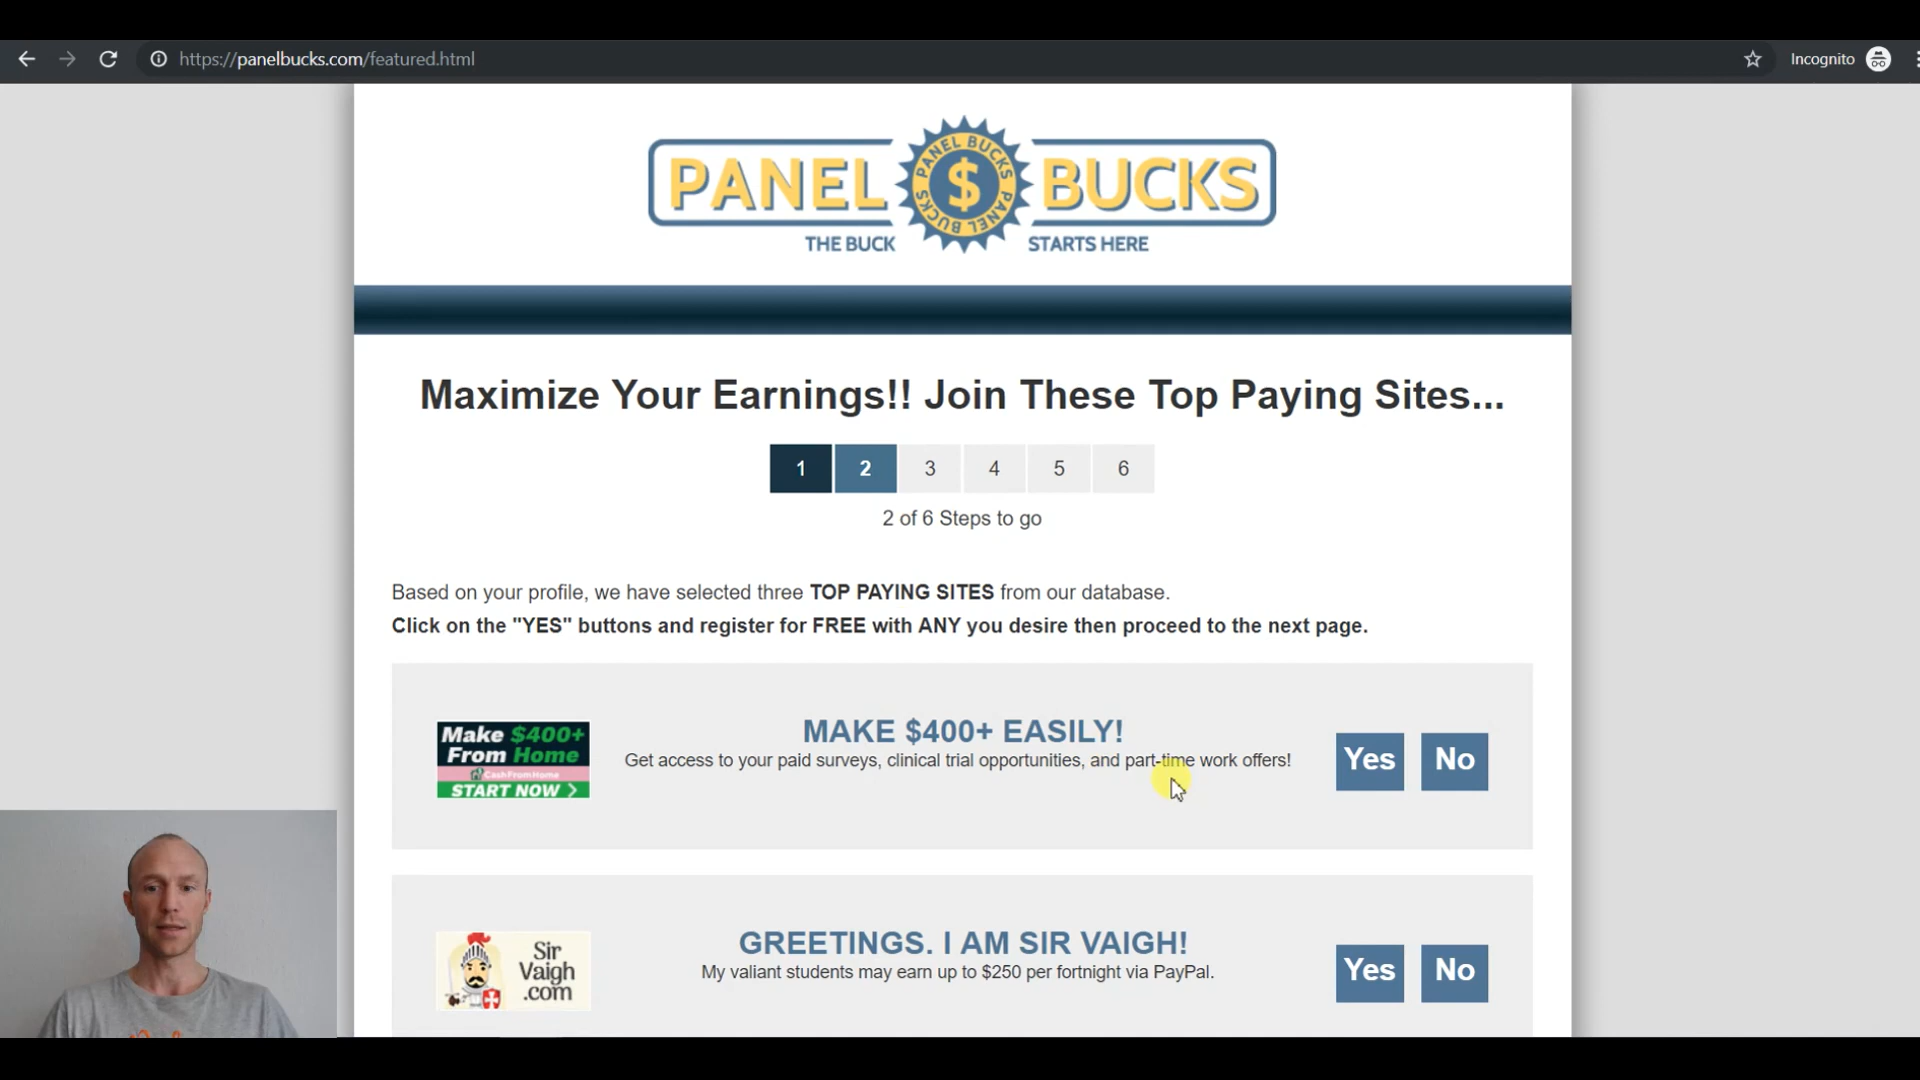 https://panelbucks.com/featured.html
Incognito
PANEL BUCKS
PANEL $ BUCKS
PANEL BUCKS
THE BUCK STARTS HERE
Maximize Your Earnings!! Join These Top Paying Sites...
1 2 3 4 5 6
2 of 6 Steps to go
Based on your profile, we have selected three TOP PAYING SITES from our database.
Click on the "YES" buttons and register for FREE with ANY you desire then proceed to the next page.
Make $400+
From Home
CashFromHome
START NOW >
MAKE $400+ EASILY!
Get access to your paid surveys, clinical trial opportunities, and part-time work offers!
Yes No
Sir
Vaigh
.com
GREETINGS. I AM SIR VAIGH!
My valiant students may earn up to $250 per fortnight via PayPal.
Yes No